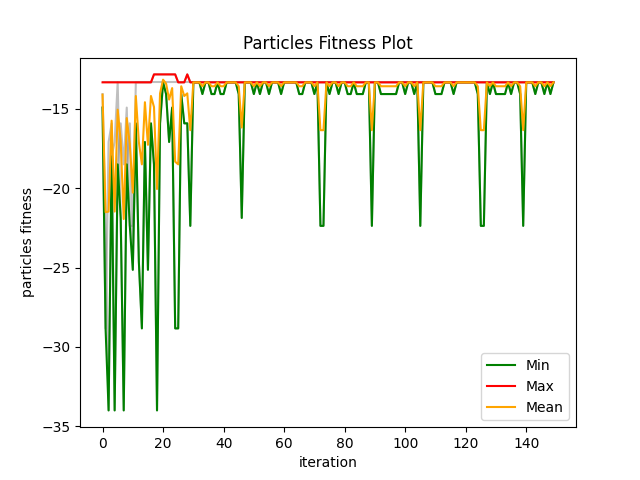 Particles Fitness Plot
particles fitness
−15
−20
−25
−30
−35
0 20 40 60 80 100 120 140
iteration
Min
Max
Mean